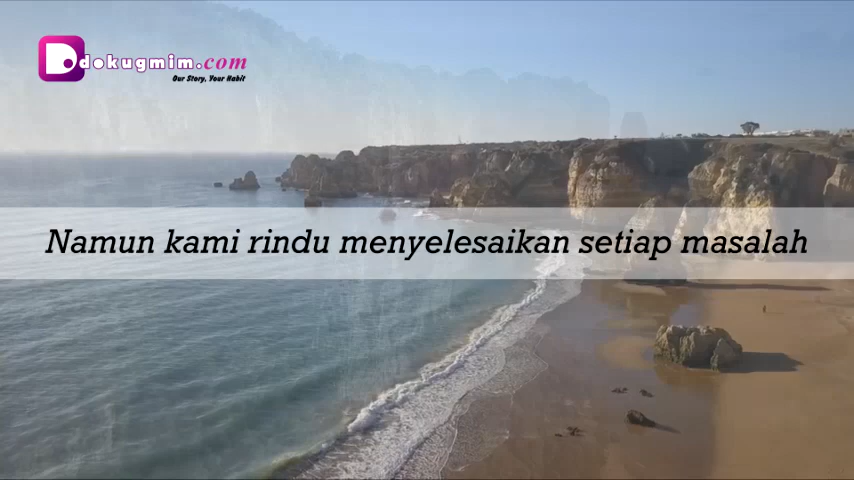 dokugmim.com
Our Story, Your Habit
Namun kami rindu menyelesaikan setiap masalah